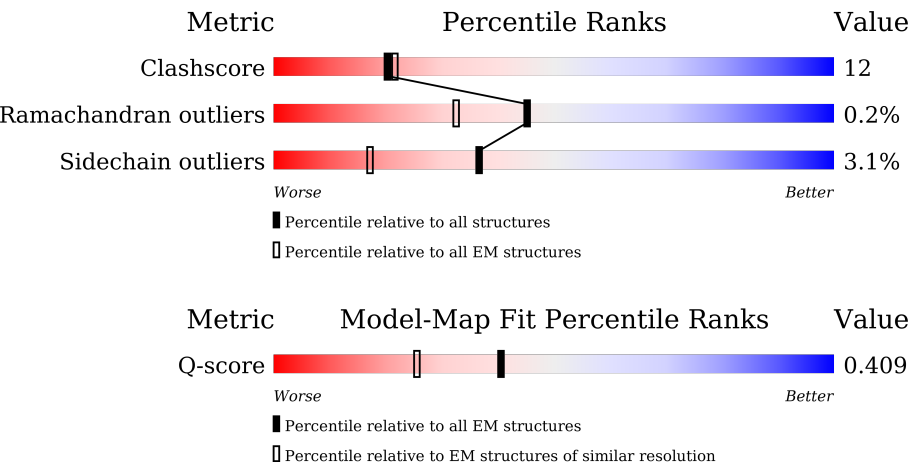 Metric Percentile Ranks Value
Clashscore 12
Ramachandran outliers 0.2%
Sidechain outliers 3.1%
Worse Better
Percentile relative to all structures
Percentile relative to all EM structures
Metric Model-Map Fit Percentile Ranks Value
Q-score 0.409
Worse Better
Percentile relative to all EM structures
Percentile relative to EM structures of similar resolution